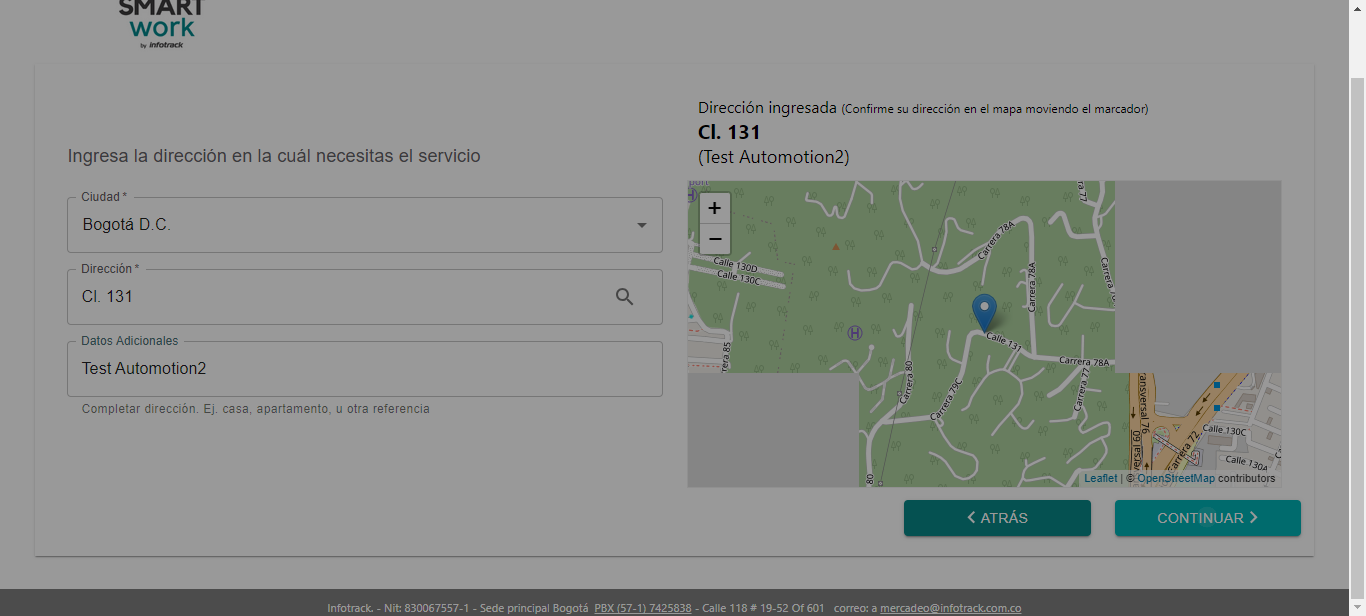 SMART
work
by infotrack
Ingresa la dirección en la cuál necesitas el servicio
Ciudad *
Bogotá D.C.
Dirección *
Cl. 131
Datos Adicionales
Test Automotion2
Completar dirección. Ej. casa, apartamento, u otra referencia
Dirección ingresada (Confirme su dirección en el mapa moviendo el marcador)
Cl. 131
(Test Automotion2)
+
−
H
Carrera 78A
Calle 130D
Calle 130C
Carrera 78A
H
Calle 131
Carrera 78A
Carrera 80
Carrera 79C
Carrera 77
Carrera 72
Calle 130C
Calle 130A
80
Leaflet | © OpenStreetMap contributors
ATRÁS
CONTINUAR
Infotrack. - Nit: 830067557-1 - Sede principal Bogotá PBX (57-1) 7425838 - Calle 118 # 19-52 Of 601 correo: a mercadeo@infotrack.com.co